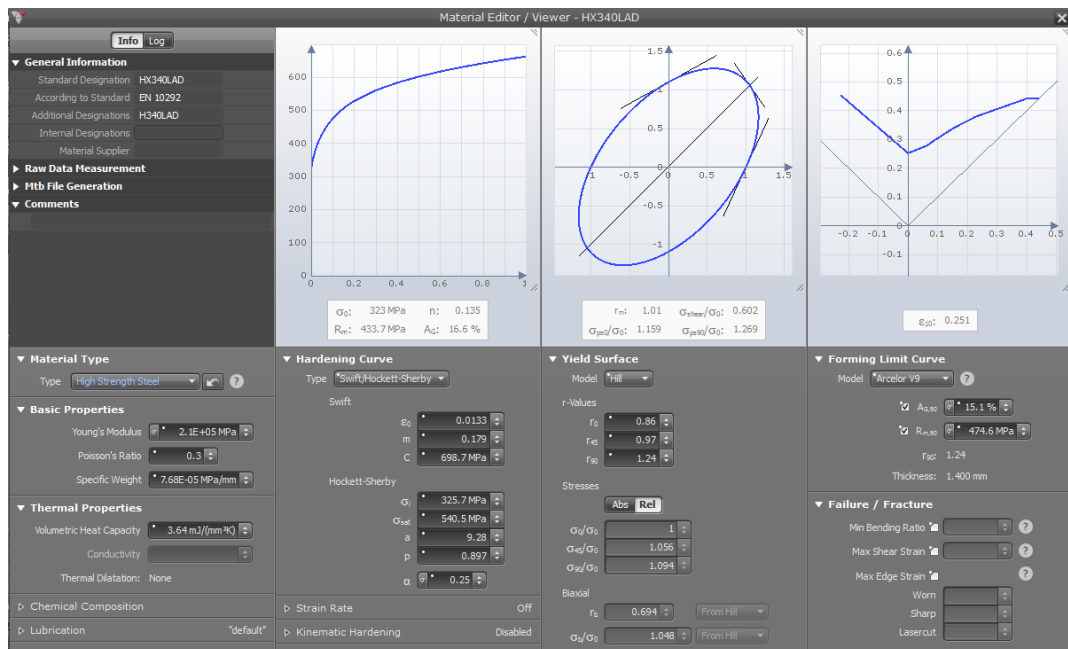 Material Editor / Viewer - HX340LAD
Info Log
General Information
Standard Designation HX340LAD
According to Standard EN 10292
Additional Designations H340LAD
Internal Designations
Material Supplier
Raw Data Measurement
Mtb File Generation
Comments
600
500
400
300
200
100
0
0 0.2 0.4 0.6 0.8 1
σ0: 323 MPa n: 0.135
Rm: 433.7 MPa AG: 16.6 %
1.5
1
0.5
0
-0.5
-1
-1 -0.5 0 0.5 1 1.5
rm: 1.01 σshear/σ0: 0.602
σps0/σ0: 1.159 σps90/σ0: 1.269
0.6
0.5
0.4
0.3
0.2
0.1
0
-0.1
-0.2 -0.1 0 0.1 0.2 0.3 0.4 0.5
ε10: 0.251
Material Type
Type High Strength Steel ?
Basic Properties
Young's Modulus σ 2.1E+05 MPa
Poisson's Ratio 0.3
Specific Weight 7.68E-05 MPa/mm
Thermal Properties
Volumetric Heat Capacity 3.64 mJ/(mm³K)
Conductivity
Thermal Dilatation: None
Chemical Composition
Lubrication "default"
Hardening Curve
Type Swift/Hockett-Sherby
Swift
ε0 0.0133
m 0.179
C 698.7 MPa
Hockett-Sherby
σi 325.7 MPa
σsat 540.5 MPa
a 9.28
p 0.897
α σ 0.25
Strain Rate Off
Kinematic Hardening Disabled
Yield Surface
Model Hill
r-Values
r0 0.86
r45 0.97
r90 1.24
Stresses
Abs Rel
σ0/σ0 1
σ45/σ0 1.056
σ90/σ0 1.094
Biaxial
rb 0.694 From Hill
σb/σ0 1.048 From Hill
Forming Limit Curve
Model Arcelor V9 ?
AG,90 σ 15.1 %
Rm,90 σ 474.6 MPa
r90: 1.24
Thickness: 1.400 mm
Failure / Fracture
Min Bending Ratio ?
Max Shear Strain ?
Max Edge Strain ?
Worn
Sharp
Lasercut